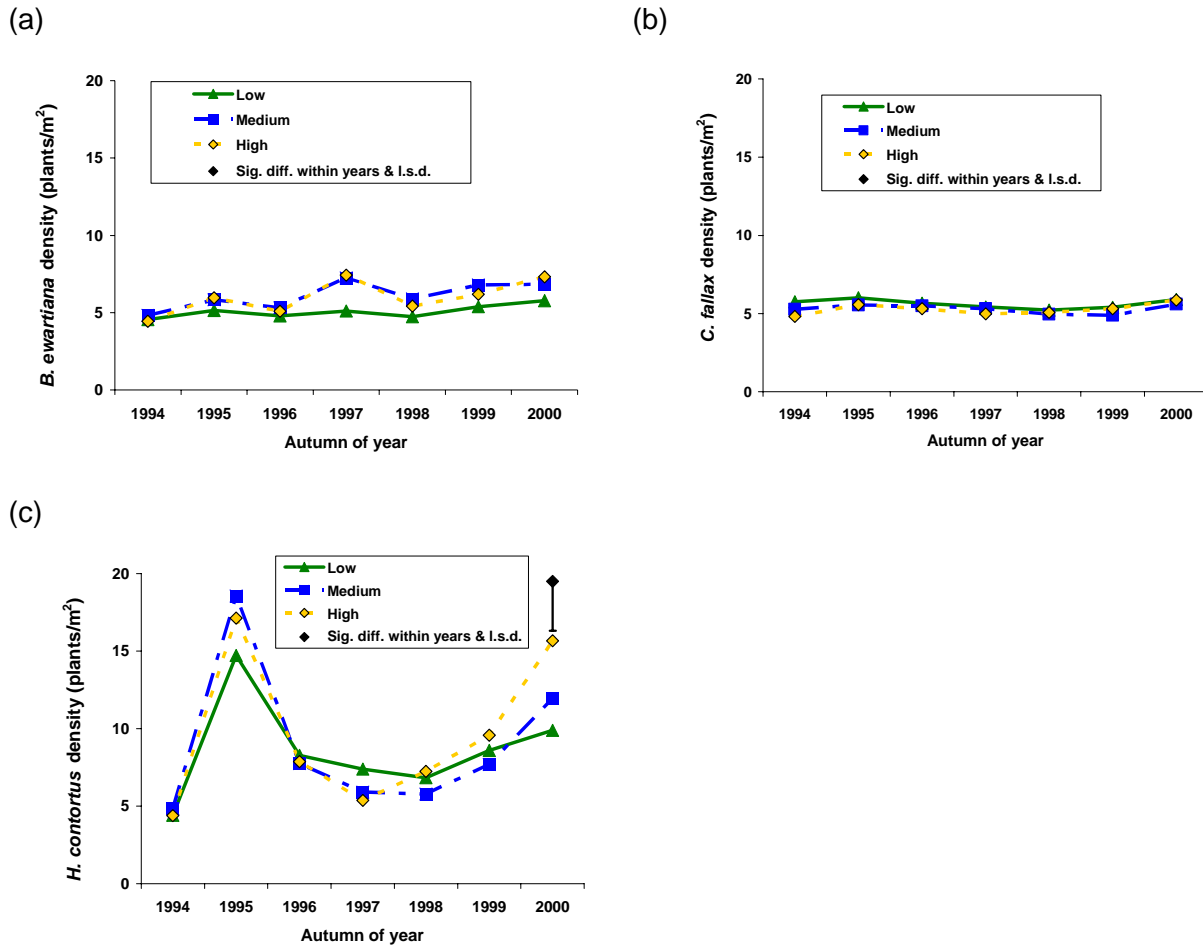 (a)
20
15
10
5
0
B. ewartiana density (plants/m²)
Low
Medium
High
Sig. diff. within years & l.s.d.
1994 1995 1996 1997 1998 1999 2000
Autumn of year
(b)
20
15
10
5
0
C. fallax density (plants/m²)
Low
Medium
High
Sig. diff. within years & l.s.d.
1994 1995 1996 1997 1998 1999 2000
Autumn of year
(c)
20
15
10
5
0
H. contortus density (plants/m²)
Low
Medium
High
Sig. diff. within years & l.s.d.
1994 1995 1996 1997 1998 1999 2000
Autumn of year